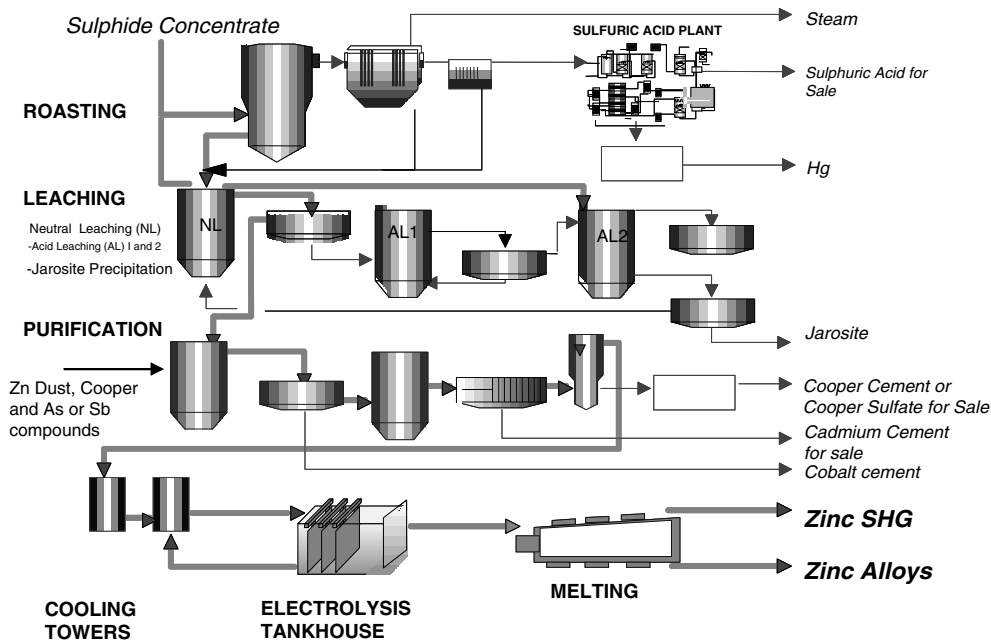 Sulphide Concentrate
Steam
SULFURIC ACID PLANT
Sulphuric Acid for
Sale
ROASTING
Hg
LEACHING
Neutral Leaching (NL)
-Acid Leaching (AL) I and 2
-Jarosite Precipitation
NL
AL1
AL2
PURIFICATION
Jarosite
Zn Dust, Cooper
and As or Sb
compounds
Cooper Cement or
Cooper Sulfate for Sale
Cadmium Cement
for sale
Cobalt cement
Zinc SHG
Zinc Alloys
MELTING
COOLING
TOWERS
ELECTROLYSIS
TANKHOUSE